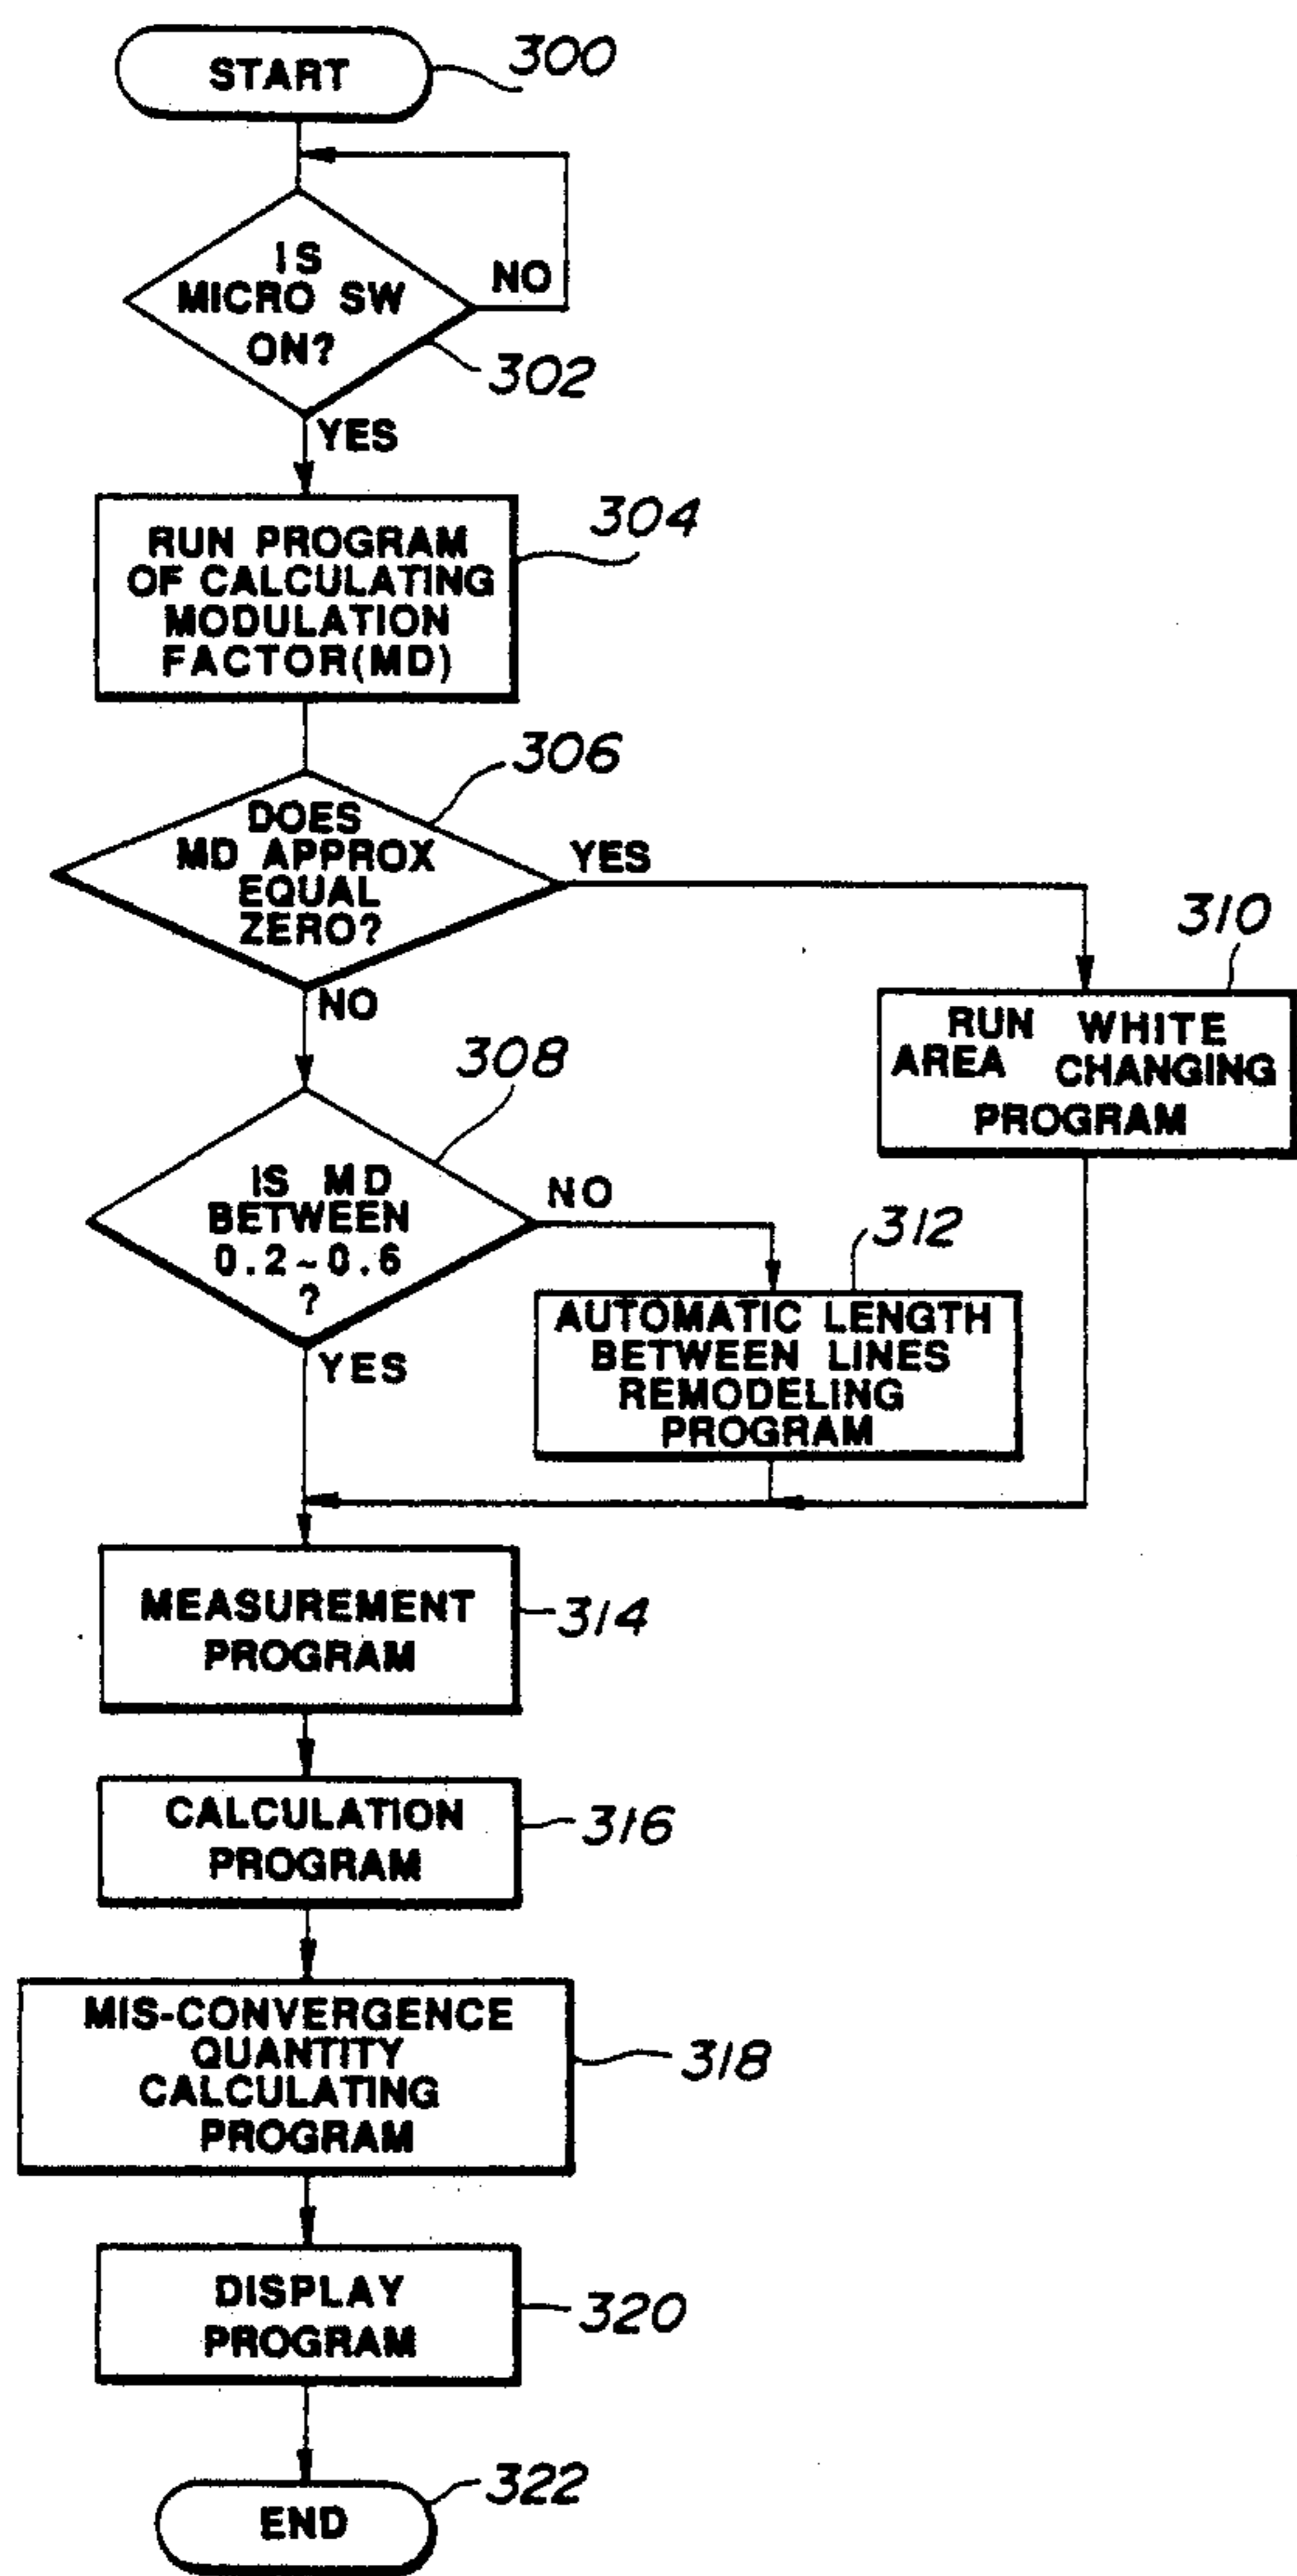 START
300
IS
MICRO SW
ON?
NO
302
YES
304
RUN PROGRAM
OF CALCULATING
MODULATION
FACTOR(MD)
306
DOES
MD APPROX
EQUAL
ZERO?
YES
NO
310
RUN WHITE
AREA CHANGING
PROGRAM
308
IS MD
BETWEEN
0.2~0.6
?
NO
YES
312
AUTOMATIC LENGTH
BETWEEN LINES
REMODELING
PROGRAM
MEASUREMENT
PROGRAM
314
CALCULATION
PROGRAM
316
MIS-CONVERGENCE
QUANTITY
CALCULATING
PROGRAM
318
DISPLAY
PROGRAM
320
END
322